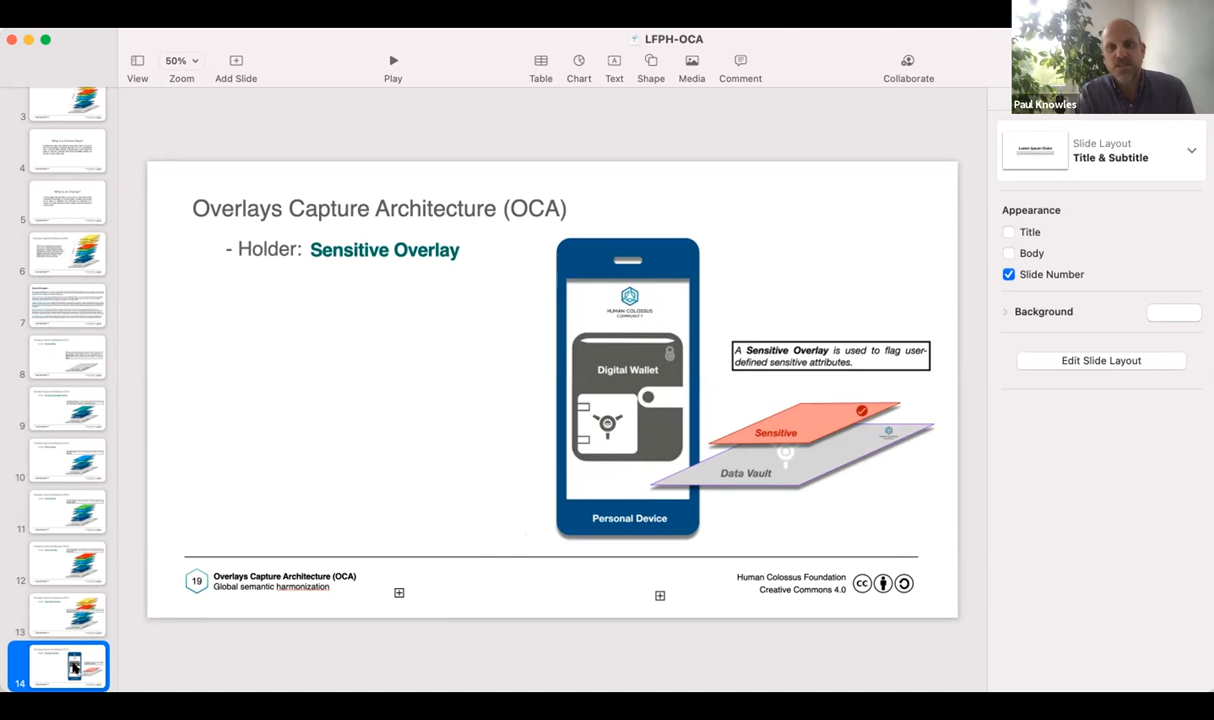 LFPH-OCA
50%
View
Zoom
Add Slide
Play
Table
Chart
Text
Shape
Media
Comment
Collaborate
Paul Knowles
3
4
5
6
7
8
9
10
11
12
13
14
Overlays Capture Architecture (OCA)
- Holder: Sensitive Overlay
HUMAN COLOSSUS
COMMUNITY
Digital Wallet
Personal Device
A Sensitive Overlay is used to flag user-
defined sensitive attributes.
Sensitive
Data Vault
19
Overlays Capture Architecture (OCA)
Global semantic harmonization
Human Colossus Foundation
Creative Commons 4.0
cc
Slide Layout
Title & Subtitle
Appearance
Title
Body
Slide Number
Background
Edit Slide Layout